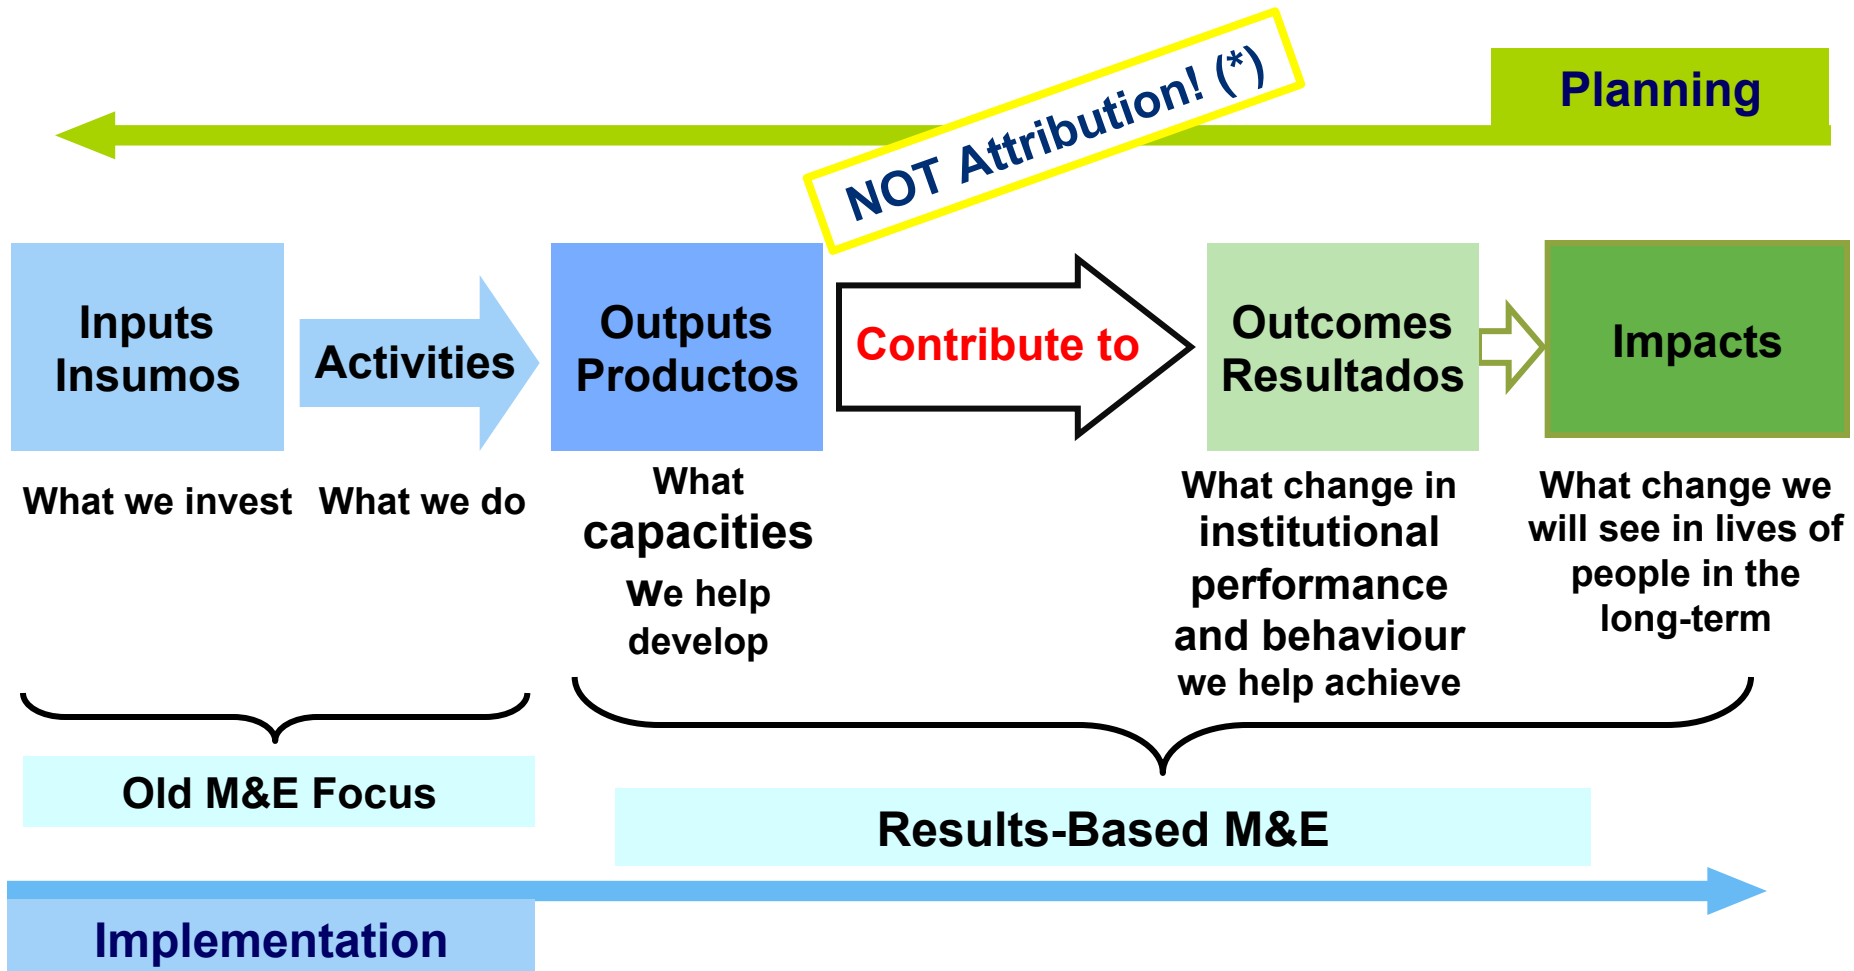 NOT Attribution! (*)
Planning
Inputs
Insumos
Activities
Outputs
Productos
Contribute to
Outcomes
Resultados
Impacts
What we invest
What we do
What
capacities
We help
develop
What change in
institutional
performance
and behaviour
we help achieve
What change we
will see in lives of
people in the
long-term
Old M&E Focus
Results-Based M&E
Implementation